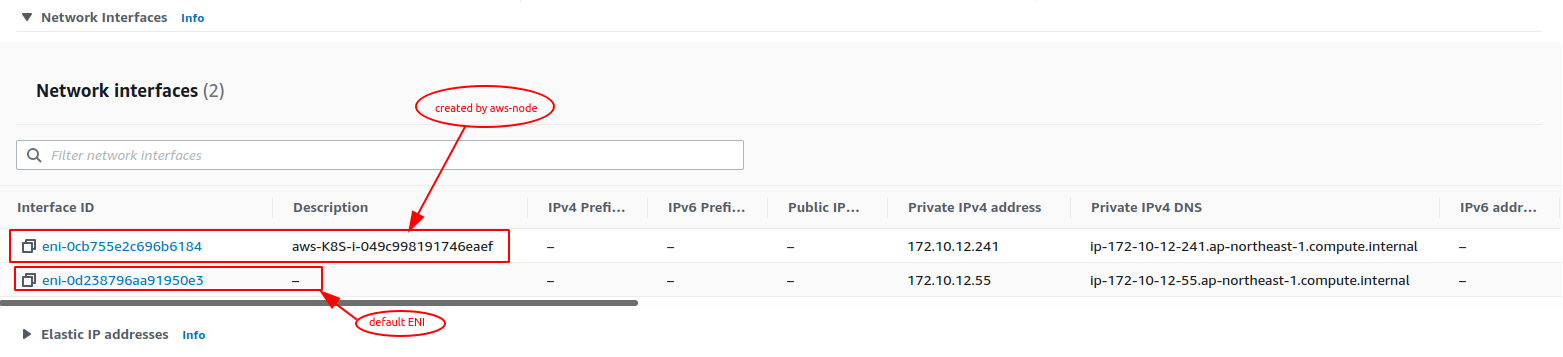 Network Interfaces Info
Network interfaces (2)
created by aws-node
Filter network interfaces
Interface ID Description IPv4 Prefi... IPv6 Prefi... Public IP... Private IPv4 address Private IPv4 DNS IPv6 addr...
eni-0cb755e2c696b6184 aws-K8S-i-049c998191746eaef – – – 172.10.12.241 ip-172-10-12-241.ap-northeast-1.compute.internal –
eni-0d238796aa91950e3 – – – – 172.10.12.55 ip-172-10-12-55.ap-northeast-1.compute.internal –
default ENI
Elastic IP addresses Info